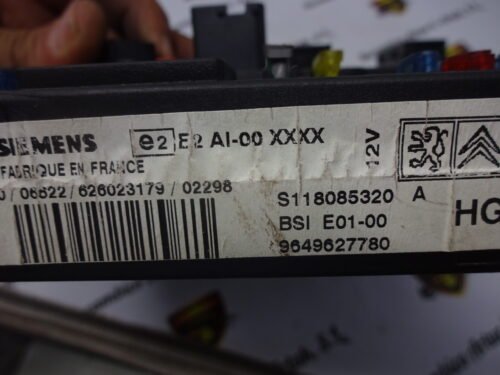 SIEMENS e2 E2 AI-00 XXXX 12V
FABRIQUE EN FRANCE
0/06622/626023179/02298
S118085320 A
BSI E01-00 HG
9649627780